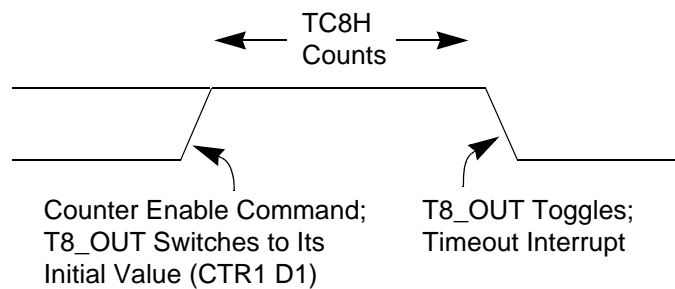 TC8H
Counts
Counter Enable Command;
T8_OUT Switches to Its
Initial Value (CTR1 D1)
T8_OUT Toggles;
Timeout Interrupt